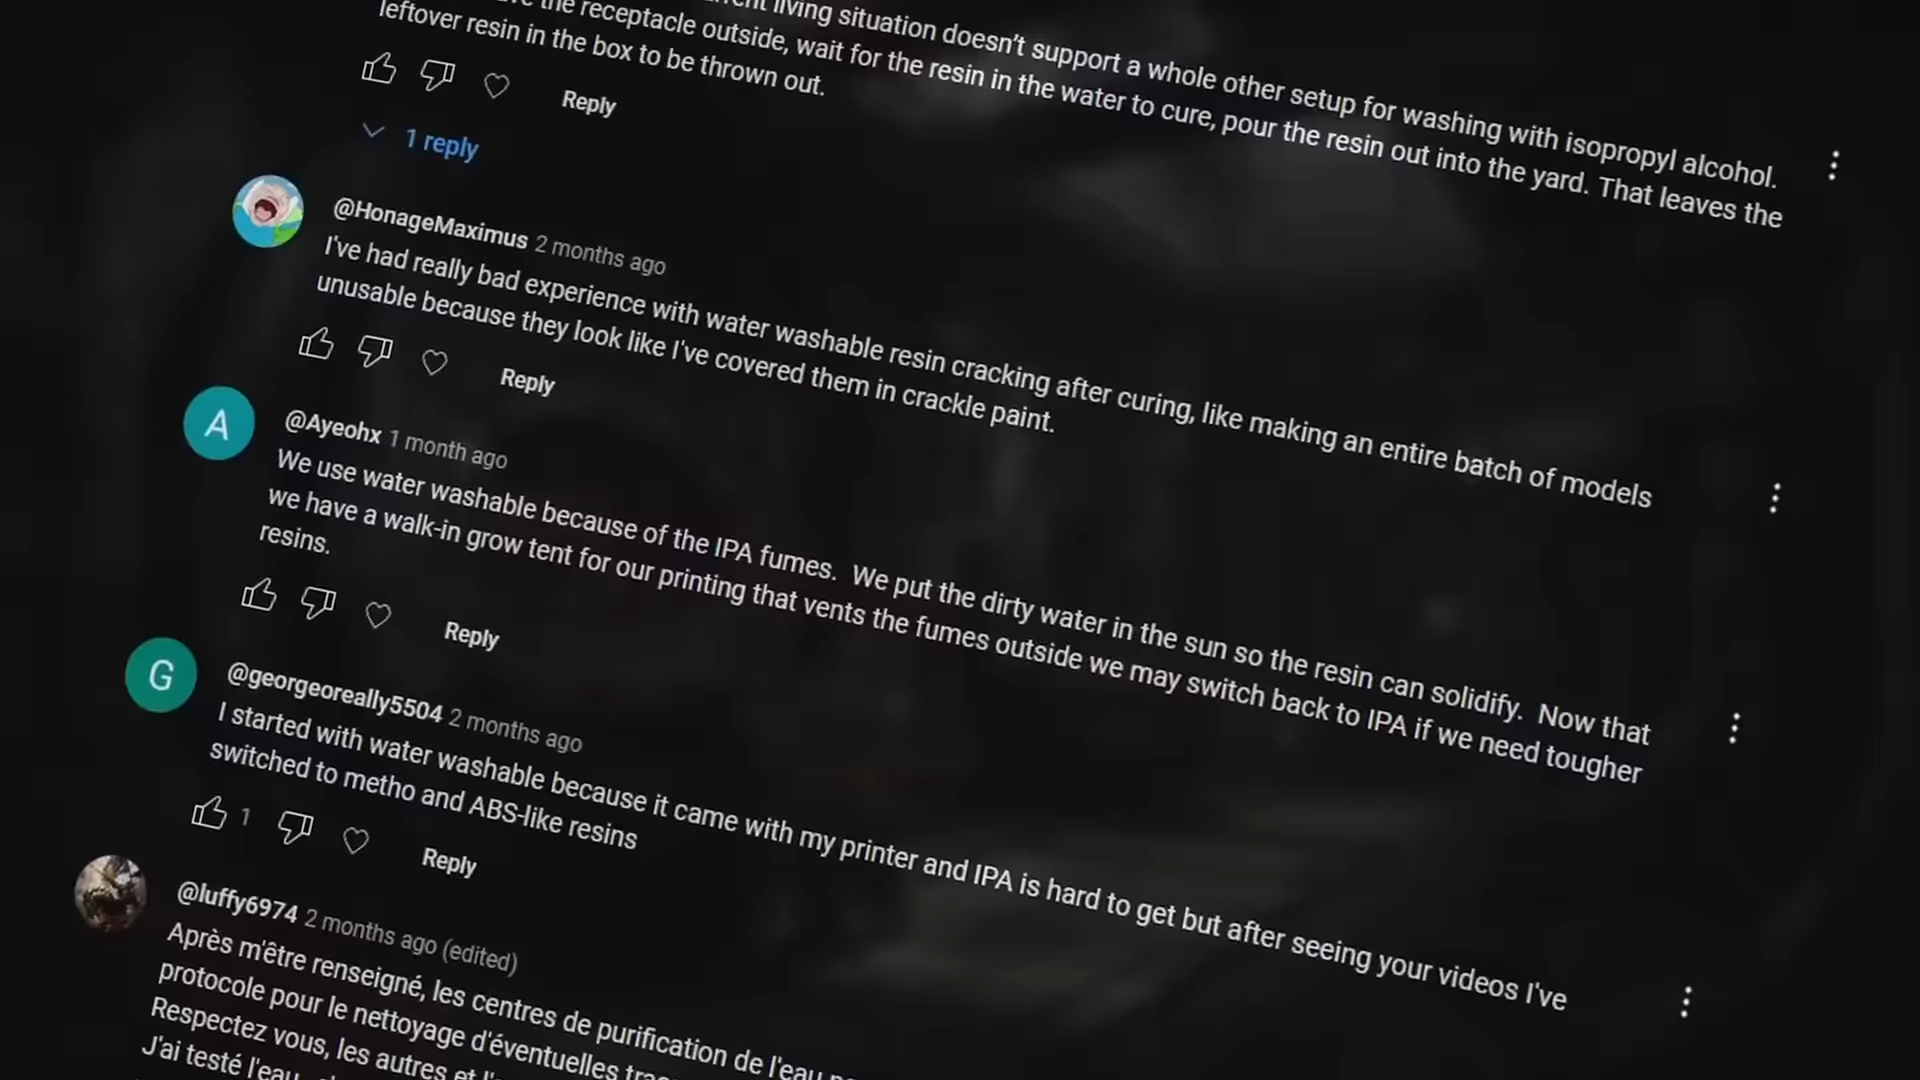 living situation doesn't support a whole other setup for washing with isopropyl alcohol.
the receptacle outside, wait for the resin in the water to cure, pour the resin out into the yard. That leaves the
leftover resin in the box to be thrown out.
Reply
1 reply
@HonageMaximus 2 months ago
I've had really bad experience with water washable resin cracking after curing, like making an entire batch of models
unusable because they look like I've covered them in crackle paint.
Reply
A
@Ayeohx 1 month ago
We use water washable because of the IPA fumes.  We put the dirty water in the sun so the resin can solidify.  Now that
we have a walk-in grow tent for our printing that vents the fumes outside we may switch back to IPA if we need tougher
resins.
Reply
G
@georgeoreally5504 2 months ago
I started with water washable because it came with my printer and IPA is hard to get but after seeing your videos I've
switched to metho and ABS-like resins
1
Reply
@luffy6974 2 months ago (edited)
Après m'être renseigné, les centres de purification de l'eau
protocole pour le nettoyage d'éventuelles
Respectez vous, les autres et
J'ai testé l'eau